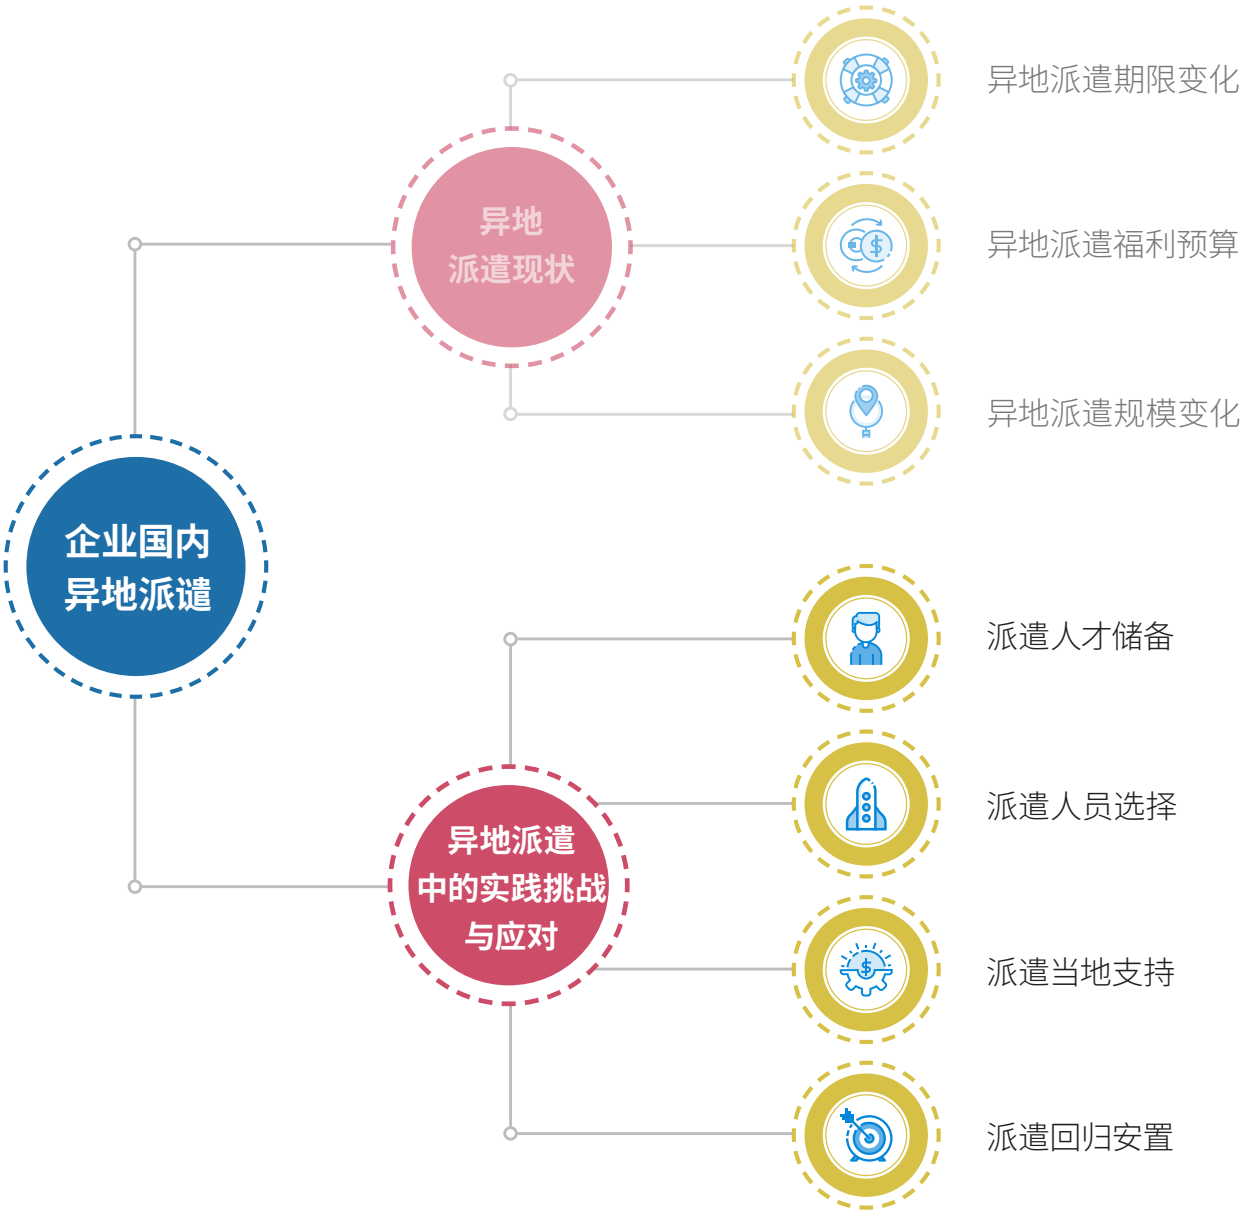 异地派遣期限变化
异地
派遣现状
异地派遣福利预算
异地派遣规模变化
企业国内
异地派谴
派遣人才储备
派遣人员选择
异地派遣
中的实践挑战
与应对
派遣当地支持
派遣回归安置